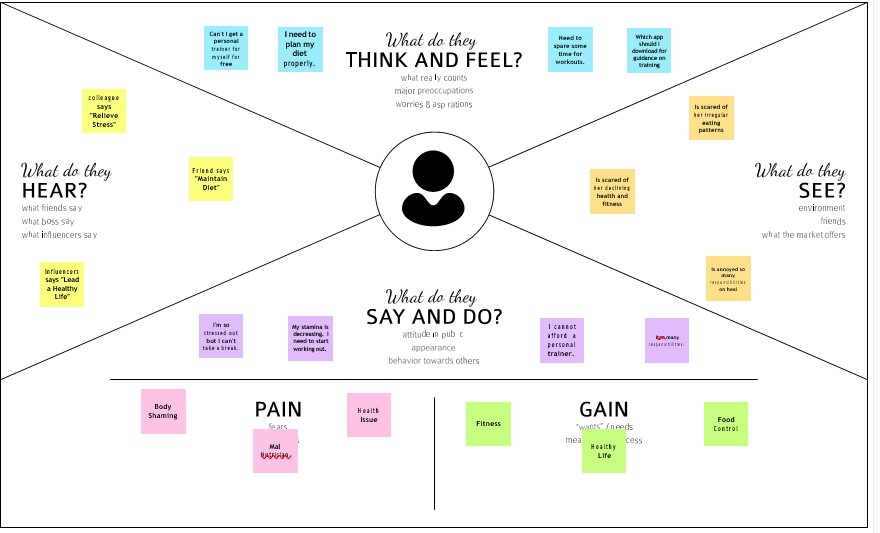 What do they
THINK AND FEEL?
what really counts
major preoccupations
worries & aspirations
Can't I get a
personal
trainer for
myself for
free
I need to
plan my
diet
properly.
Need to
spare some
time for
workouts.
Which app
should I
download for
guidance on
training
What do they
HEAR?
what friends say
what boss say
what influencers say
colleague
says
"Relieve
Stress"
Friend says
"Maintain
Diet"
Influencers
says "Lead
a Healthy
Life"
What do they
SEE?
environment
friends
what the market offers
Is scared of
her irregular
eating
patterns
Is scared of
her declining
health and
fitness
Is annoyed so
many
responsibilities
on her
What do they
SAY AND DO?
attitude in public
appearance
behavior towards others
I'm so
stressed out
but I can't
take a break.
My stamina is
decreasing, I
need to start
working out.
I cannot
afford a
personal
trainer.
many
responsibilities.
PAIN
fears
Body
Shaming
Mal
Nutrician
Health
Issue
GAIN
"wants" / needs
Fitness
Healthy
Life
Food
Control